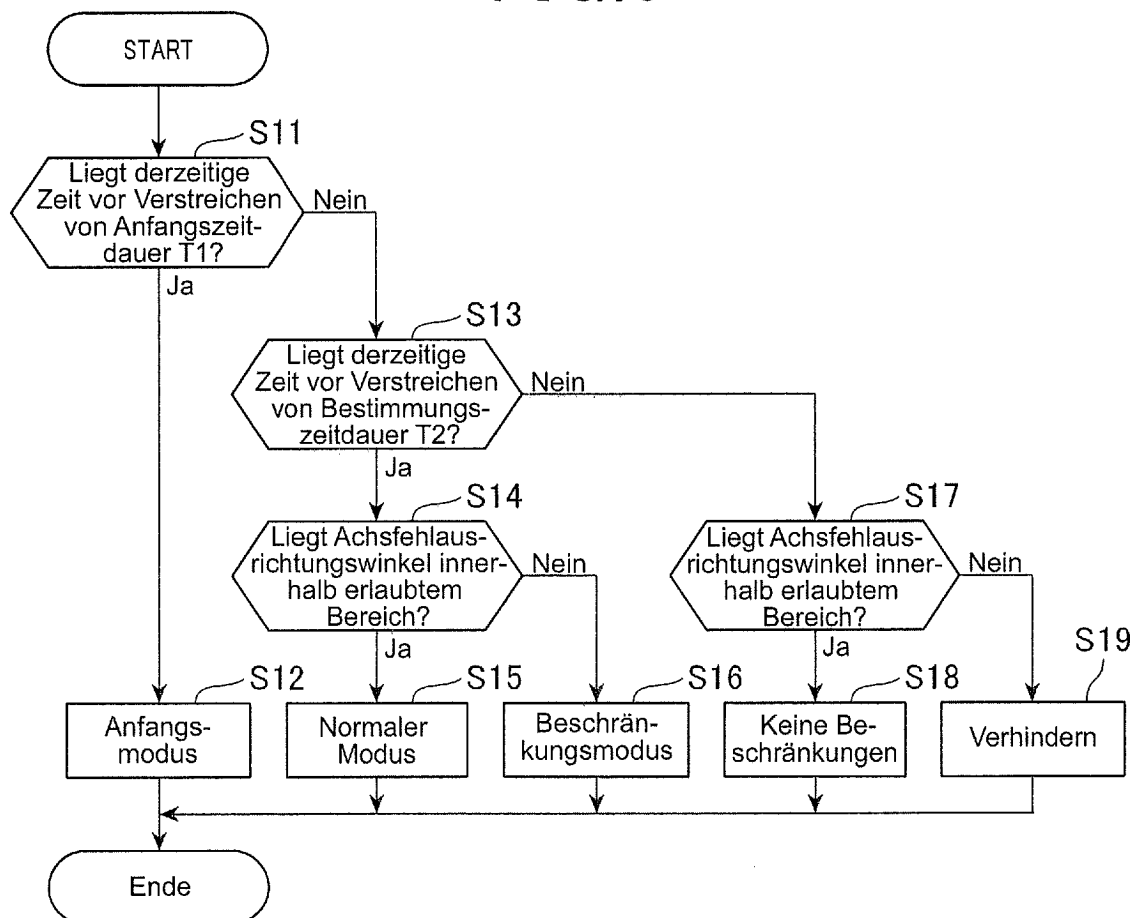 START
S11
Liegt derzeitige
Zeit vor Verstreichen
von Anfangszeit-
dauer T1?
Nein
Ja
S13
Liegt derzeitige
Zeit vor Verstreichen
von Bestimmungs-
zeitdauer T2?
Nein
Ja
S14
Liegt Achsfehlaus-
richtungswinkel inner-
halb erlaubtem
Bereich?
Nein
Ja
S17
Liegt Achsfehlaus-
richtungswinkel inner-
halb erlaubtem
Bereich?
Nein
Ja
S12
Anfangs-
modus
S15
Normaler
Modus
S16
Beschrän-
kungsmodus
S18
Keine Be-
schränkungen
S19
Verhindern
Ende